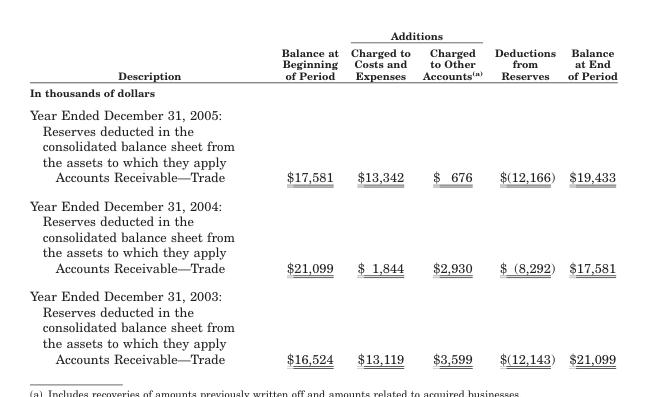 Additions
Balance at Charged to Charged Deductions Balance
Beginning Costs and to Other from at End
Description of Period Expenses Accounts(a) Reserves of Period
In thousands of dollars
Year Ended December 31, 2005:
Reserves deducted in the
consolidated balance sheet from
the assets to which they apply
Accounts Receivable—Trade $17,581 $13,342 $ 676 $(12,166) $19,433
Year Ended December 31, 2004:
Reserves deducted in the
consolidated balance sheet from
the assets to which they apply
Accounts Receivable—Trade $21,099 $ 1,844 $2,930 $ (8,292) $17,581
Year Ended December 31, 2003:
Reserves deducted in the
consolidated balance sheet from
the assets to which they apply
Accounts Receivable—Trade $16,524 $13,119 $3,599 $(12,143) $21,099
(a) Includes recoveries of amounts previously written off and amounts related to acquired businesses